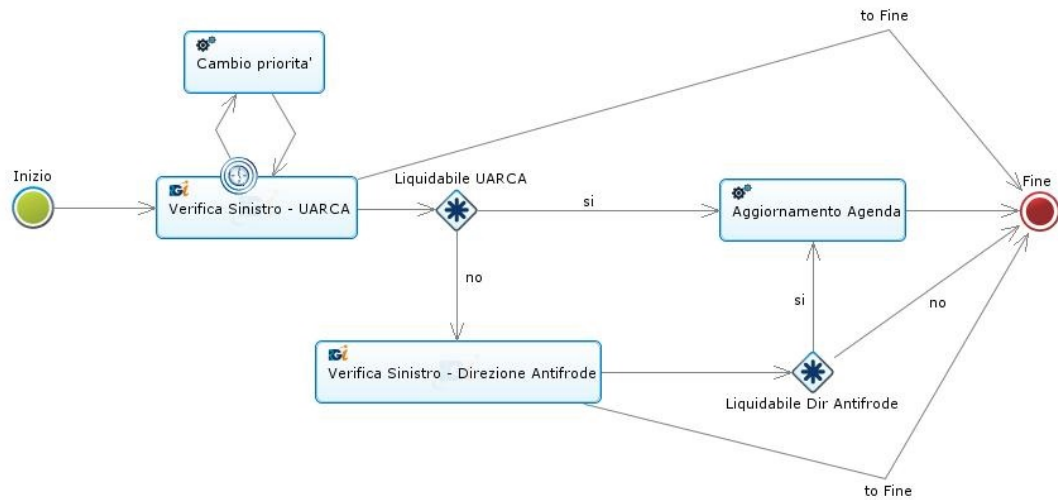 to Fine
Cambio priorita'
Inizio
Liquidabile UARCA
Fine
Verifica Sinistro - UARCA
si
Aggiornamento Agenda
no
si
no
Verifica Sinistro - Direzione Antifrode
Liquidabile Dir Antifrode
to Fine